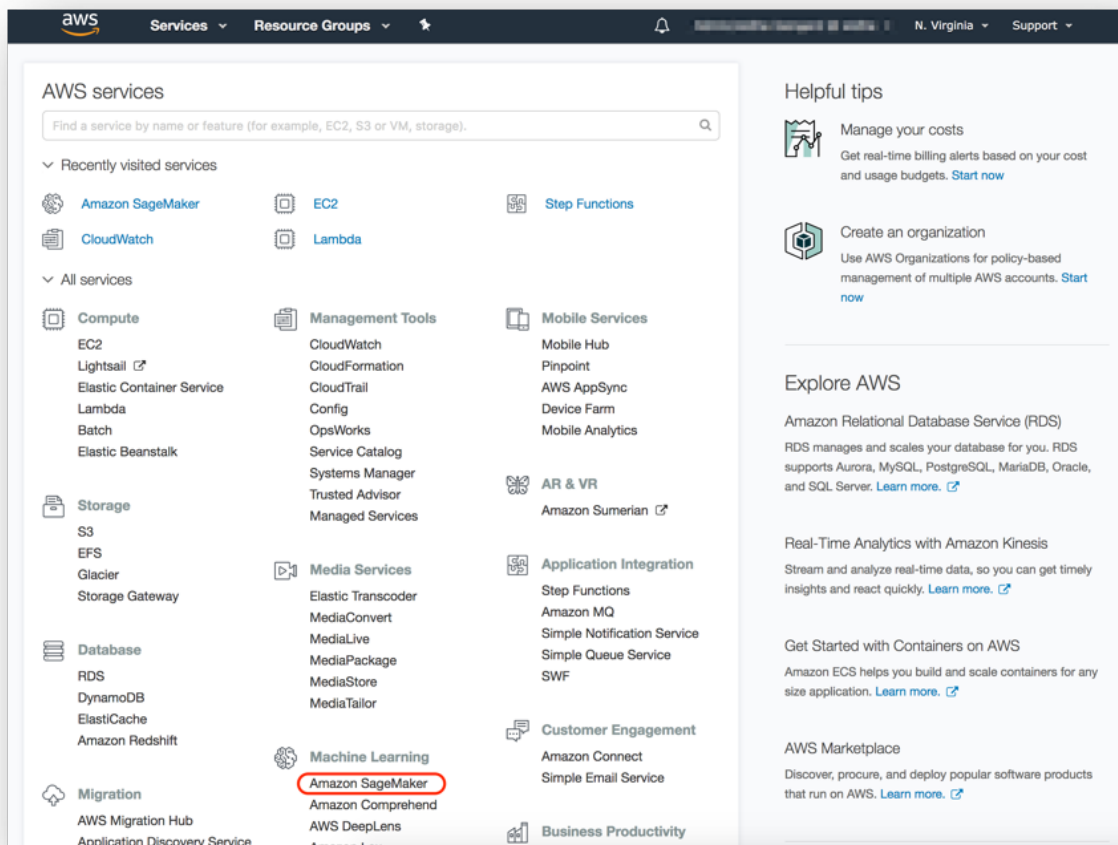 aws
Services
Resource Groups
N. Virginia
Support
AWS services
Find a service by name or feature (for example, EC2, S3 or VM, storage).
Recently visited services
Amazon SageMaker
EC2
Step Functions
CloudWatch
Lambda
All services
Compute
EC2
Lightsail
Elastic Container Service
Lambda
Batch
Elastic Beanstalk
Storage
S3
EFS
Glacier
Storage Gateway
Database
RDS
DynamoDB
ElastiCache
Amazon Redshift
Migration
AWS Migration Hub
Application Discovery Service
Management Tools
CloudWatch
CloudFormation
CloudTrail
Config
OpsWorks
Service Catalog
Systems Manager
Trusted Advisor
Managed Services
Media Services
Elastic Transcoder
MediaConvert
MediaLive
MediaPackage
MediaStore
MediaTailor
Machine Learning
Amazon SageMaker
Amazon Comprehend
AWS DeepLens
Mobile Services
Mobile Hub
Pinpoint
AWS AppSync
Device Farm
Mobile Analytics
AR & VR
Amazon Sumerian
Application Integration
Step Functions
Amazon MQ
Simple Notification Service
Simple Queue Service
SWF
Customer Engagement
Amazon Connect
Simple Email Service
Business Productivity
Helpful tips
Manage your costs
Get real-time billing alerts based on your cost
and usage budgets. Start now
Create an organization
Use AWS Organizations for policy-based
management of multiple AWS accounts. Start
now
Explore AWS
Amazon Relational Database Service (RDS)
RDS manages and scales your database for you. RDS
supports Aurora, MySQL, PostgreSQL, MariaDB, Oracle,
and SQL Server. Learn more.
Real-Time Analytics with Amazon Kinesis
Stream and analyze real-time data, so you can get timely
insights and react quickly. Learn more.
Get Started with Containers on AWS
Amazon ECS helps you build and scale containers for any
size application. Learn more.
AWS Marketplace
Discover, procure, and deploy popular software products
that run on AWS. Learn more.